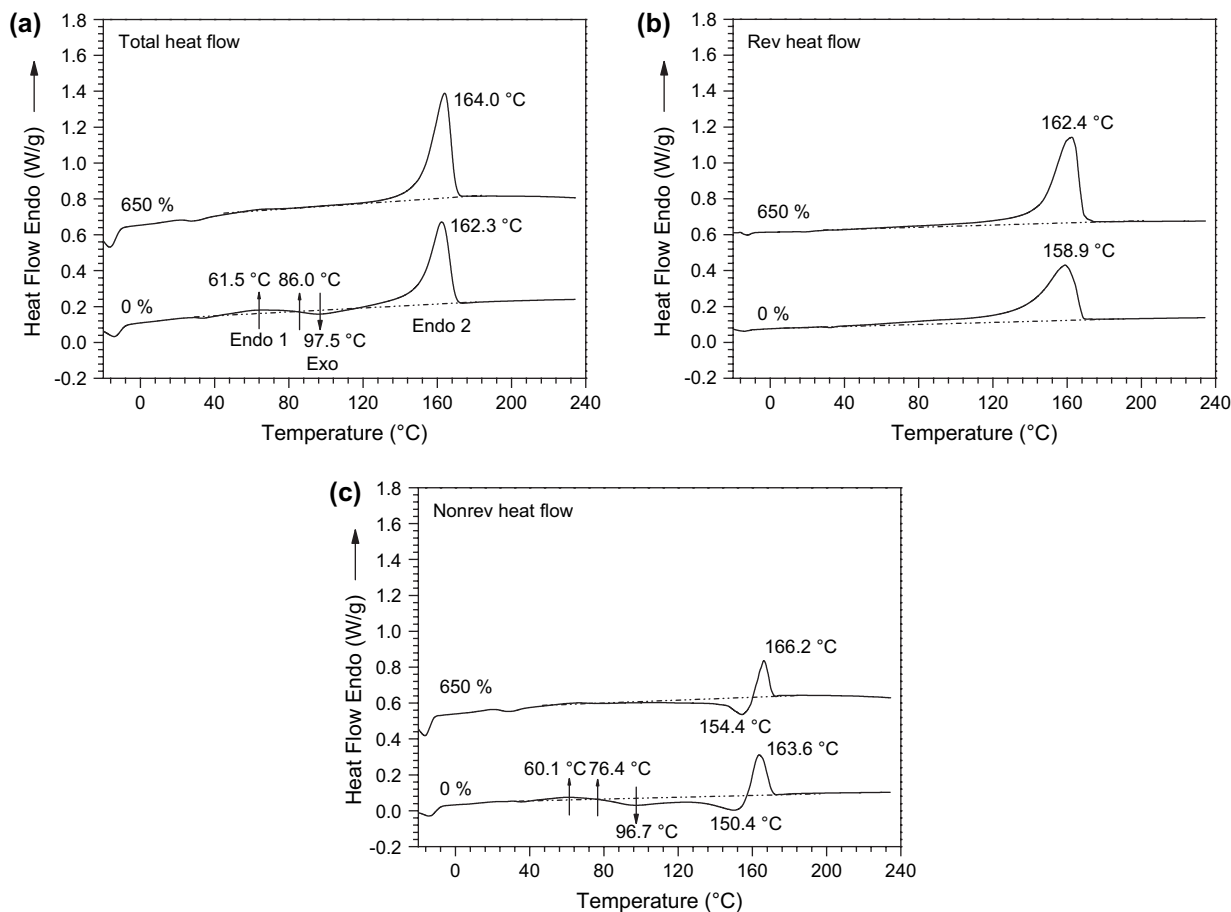 (a)
Total heat flow
Heat Flow Endo (W/g)
1.8
1.6
1.4
1.2
1.0
0.8
0.6
0.4
0.2
0.0
-0.2
650 %
164.0 °C
0 %
162.3 °C
61.5 °C
86.0 °C
Endo 1
97.5 °C
Exo
Endo 2
0 40 80 120 160 200 240
Temperature (°C)
(b)
Rev heat flow
Heat Flow Endo (W/g)
1.8
1.6
1.4
1.2
1.0
0.8
0.6
0.4
0.2
0.0
-0.2
650 %
162.4 °C
0 %
158.9 °C
0 40 80 120 160 200 240
Temperature (°C)
(c)
Nonrev heat flow
Heat Flow Endo (W/g)
1.8
1.6
1.4
1.2
1.0
0.8
0.6
0.4
0.2
0.0
-0.2
650 %
166.2 °C
154.4 °C
0 %
163.6 °C
60.1 °C
76.4 °C
96.7 °C
150.4 °C
0 40 80 120 160 200 240
Temperature (°C)